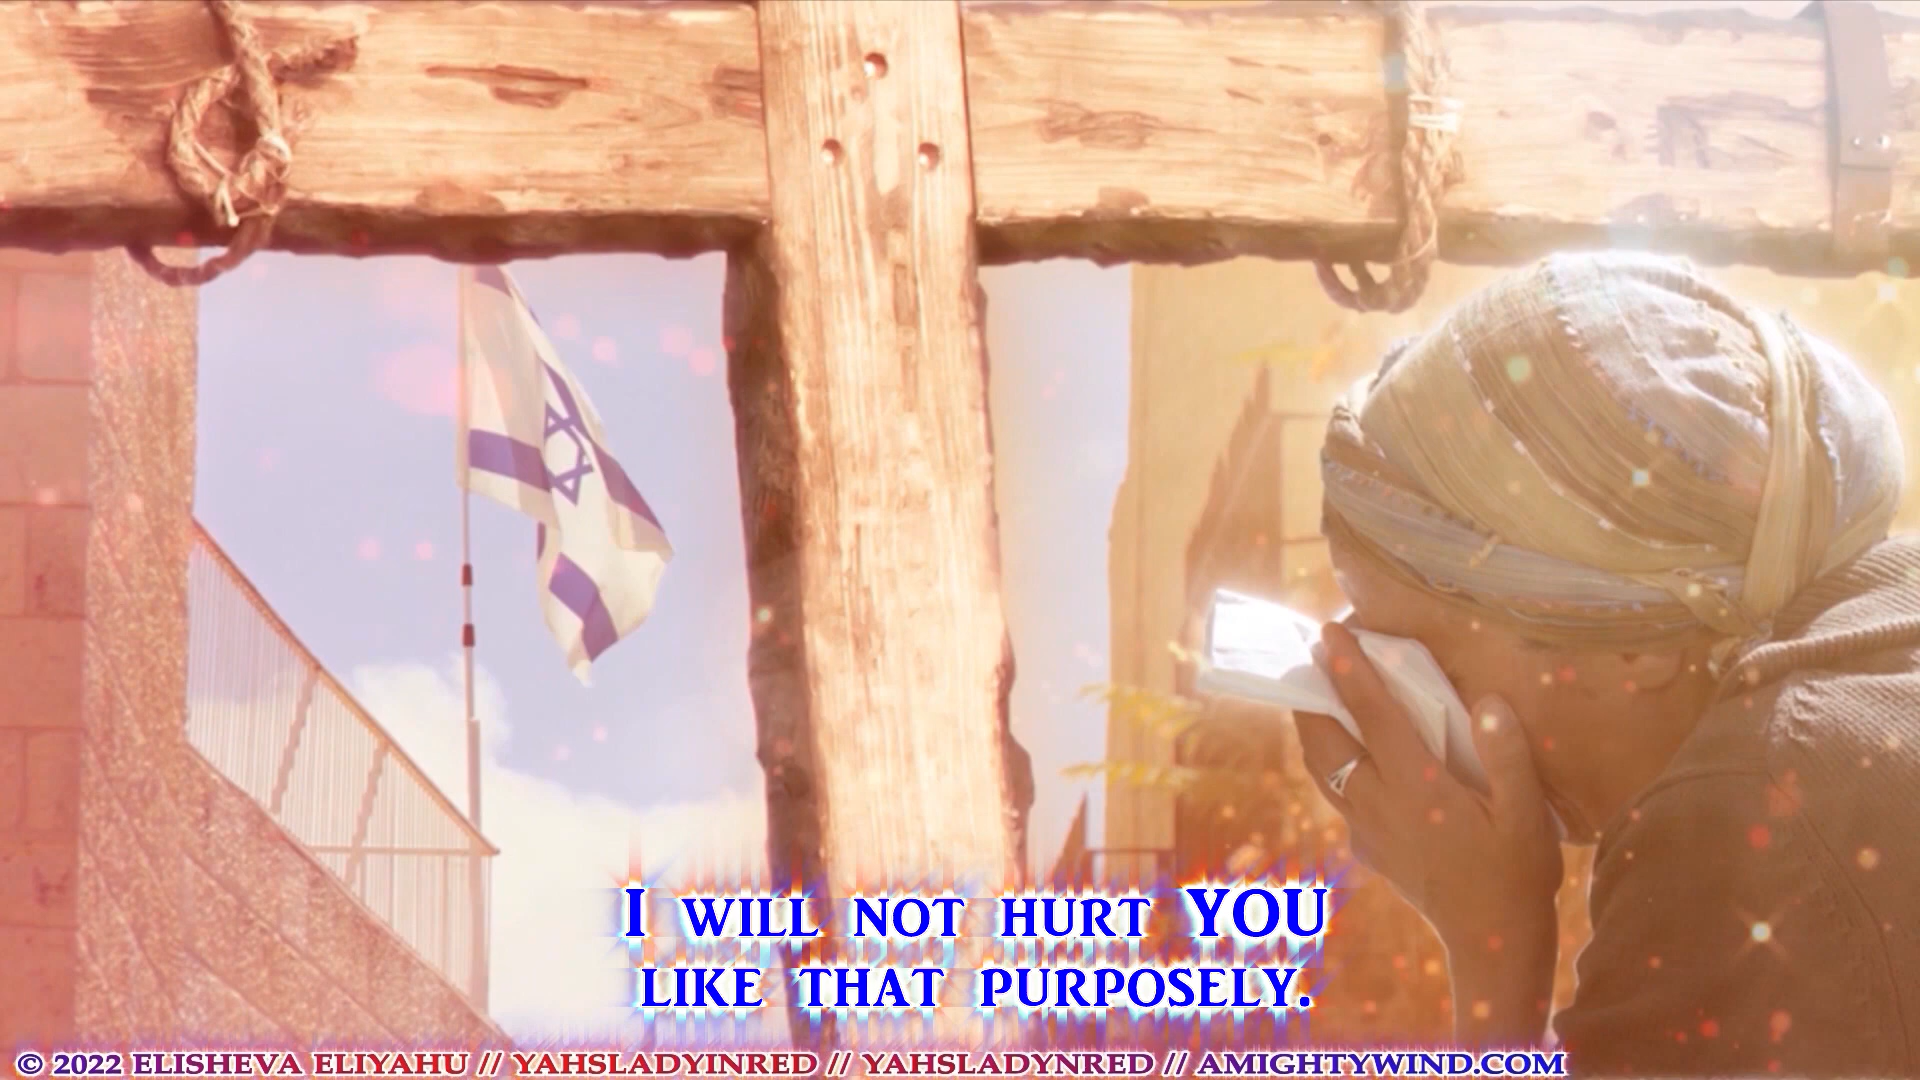 I WILL NOT HURT YOU
LIKE THAT PURPOSELY.
© 2022 ELISHEVA ELIYAHU // YAHSLADYINRED // YAHSLADYNRED // AMIGHTYWIND.COM